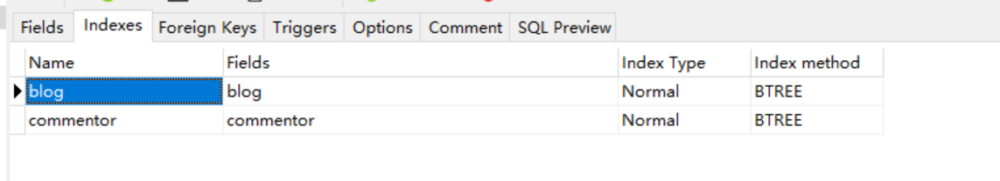 Fields Indexes Foreign Keys Triggers Options Comment SQL Preview
Name Fields Index Type Index method
blog blog Normal BTREE
commentor commentor Normal BTREE